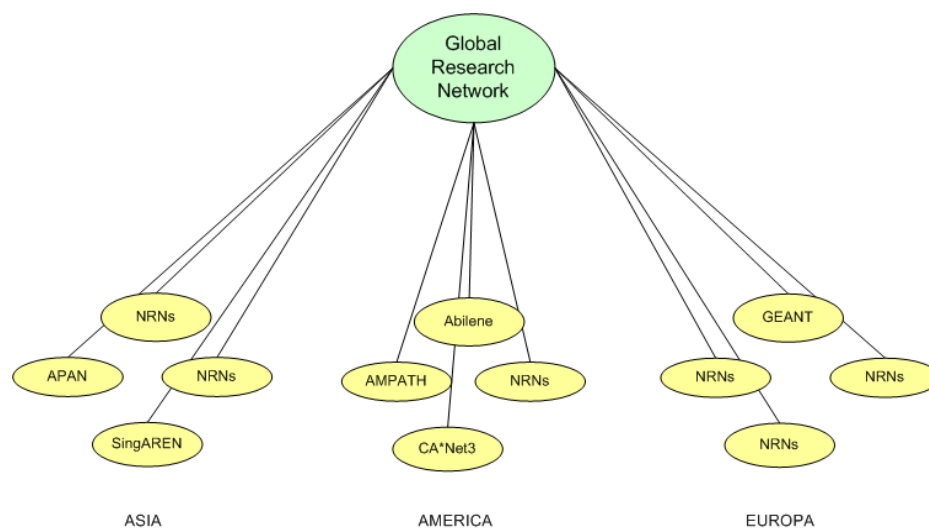 Global
Research
Network
NRNs
Abilene
GEANT
APAN
NRNs
AMPATH
NRNs
NRNs
NRNs
SingAREN
CA*Net3
NRNs
ASIA
AMERICA
EUROPA